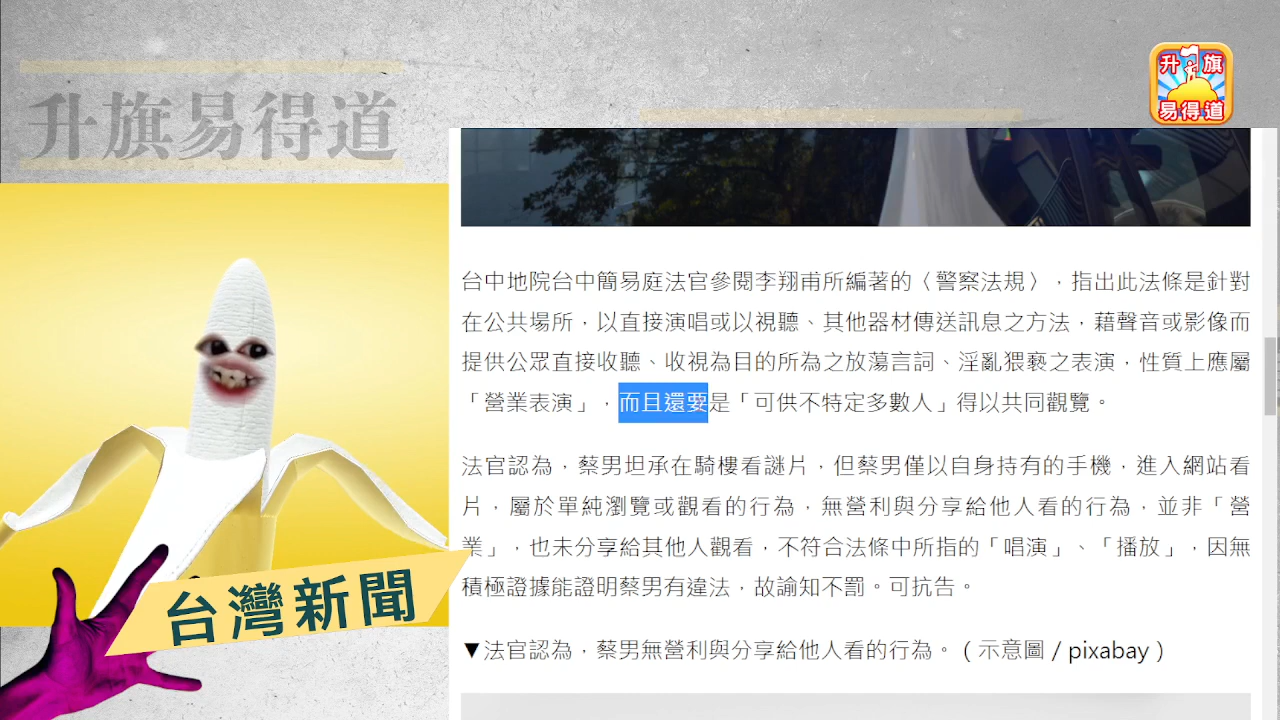 升旗易得道
升 旗
易得道
台中地院台中簡易庭法官參閱李翔甫所編著的〈警察法規〉，指出此法條是針對
在公共場所，以直接演唱或以視聽、其他器材傳送訊息之方法，藉聲音或影像而
提供公眾直接收聽、收視為目的所為之放蕩言詞、淫亂猥褻之表演，性質上應屬
「營業表演」，而且還要是「可供不特定多數人」得以共同觀覽。
法官認為，蔡男坦承在騎樓看謎片，但蔡男僅以自身持有的手機，進入網站看
片，屬於單純瀏覽或觀看的行為，無營利與分享給他人看的行為，並非「營
業」，也未分享給其他人觀看，不符合法條中所指的「唱演」、「播放」，因無
積極證據能證明蔡男有違法，故諭知不罰。可抗告。
▼法官認為，蔡男無營利與分享給他人看的行為。（示意圖 / pixabay）
台灣新聞